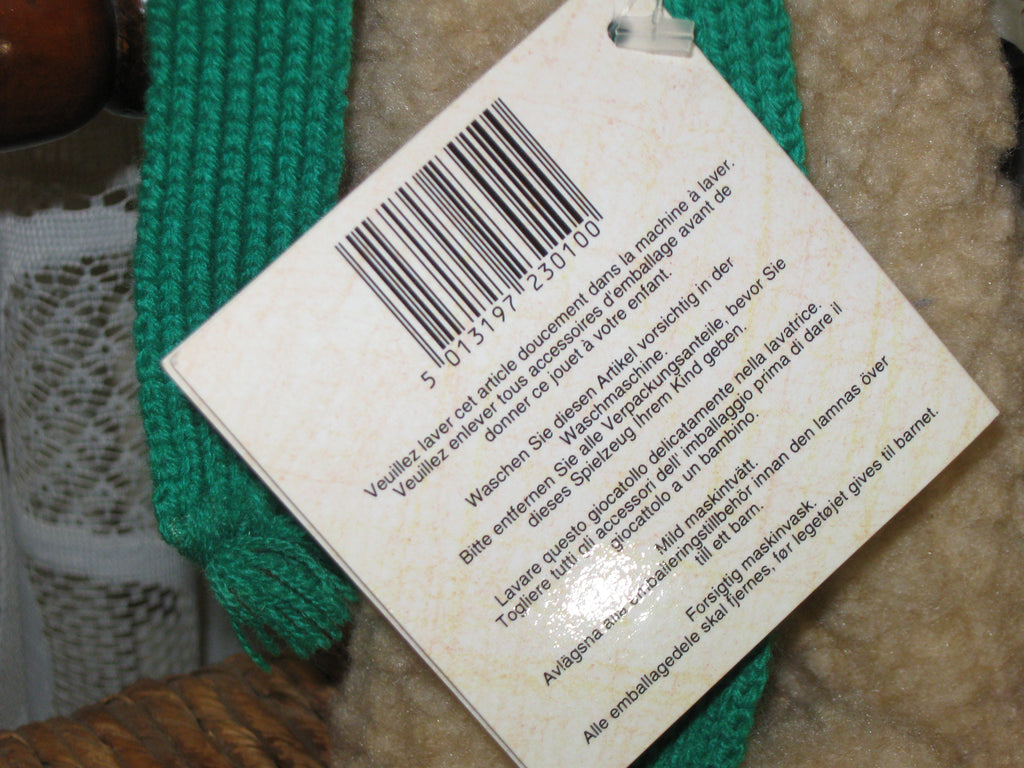 5 013197 230100
Veuillez laver cet article doucement dans la machine à laver.
Veuillez enlever tous accessoires d'emballage avant de
donner ce jouet à votre enfant.
Waschen Sie diesen Artikel vorsichtig in der
Waschmaschine.
Bitte entfernen Sie alle Verpackungsanteile, bevor Sie
dieses Spielzeug Ihrem Kind geben.
Lavare questo giocatollo delicatamente nella lavatrice.
Togliere tutti gli accessori dell' imballaggio prima di dare il
giocattolo a un bambino.
Mild maskintvätt.
Avlägsna alla emballeringstillbehör innan den lamnas över
till ett barn.
Forsigtig maskinvask.
Alle emballagedele skal fjernes, før legetøjet gives til barnet.